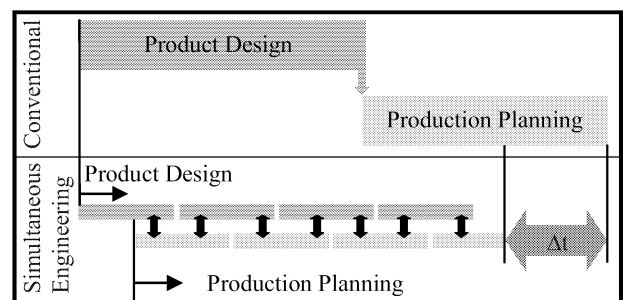 Conventional
Product Design
Production Planning
Simultaneous
Engineering
Product Design
Δt
Production Planning